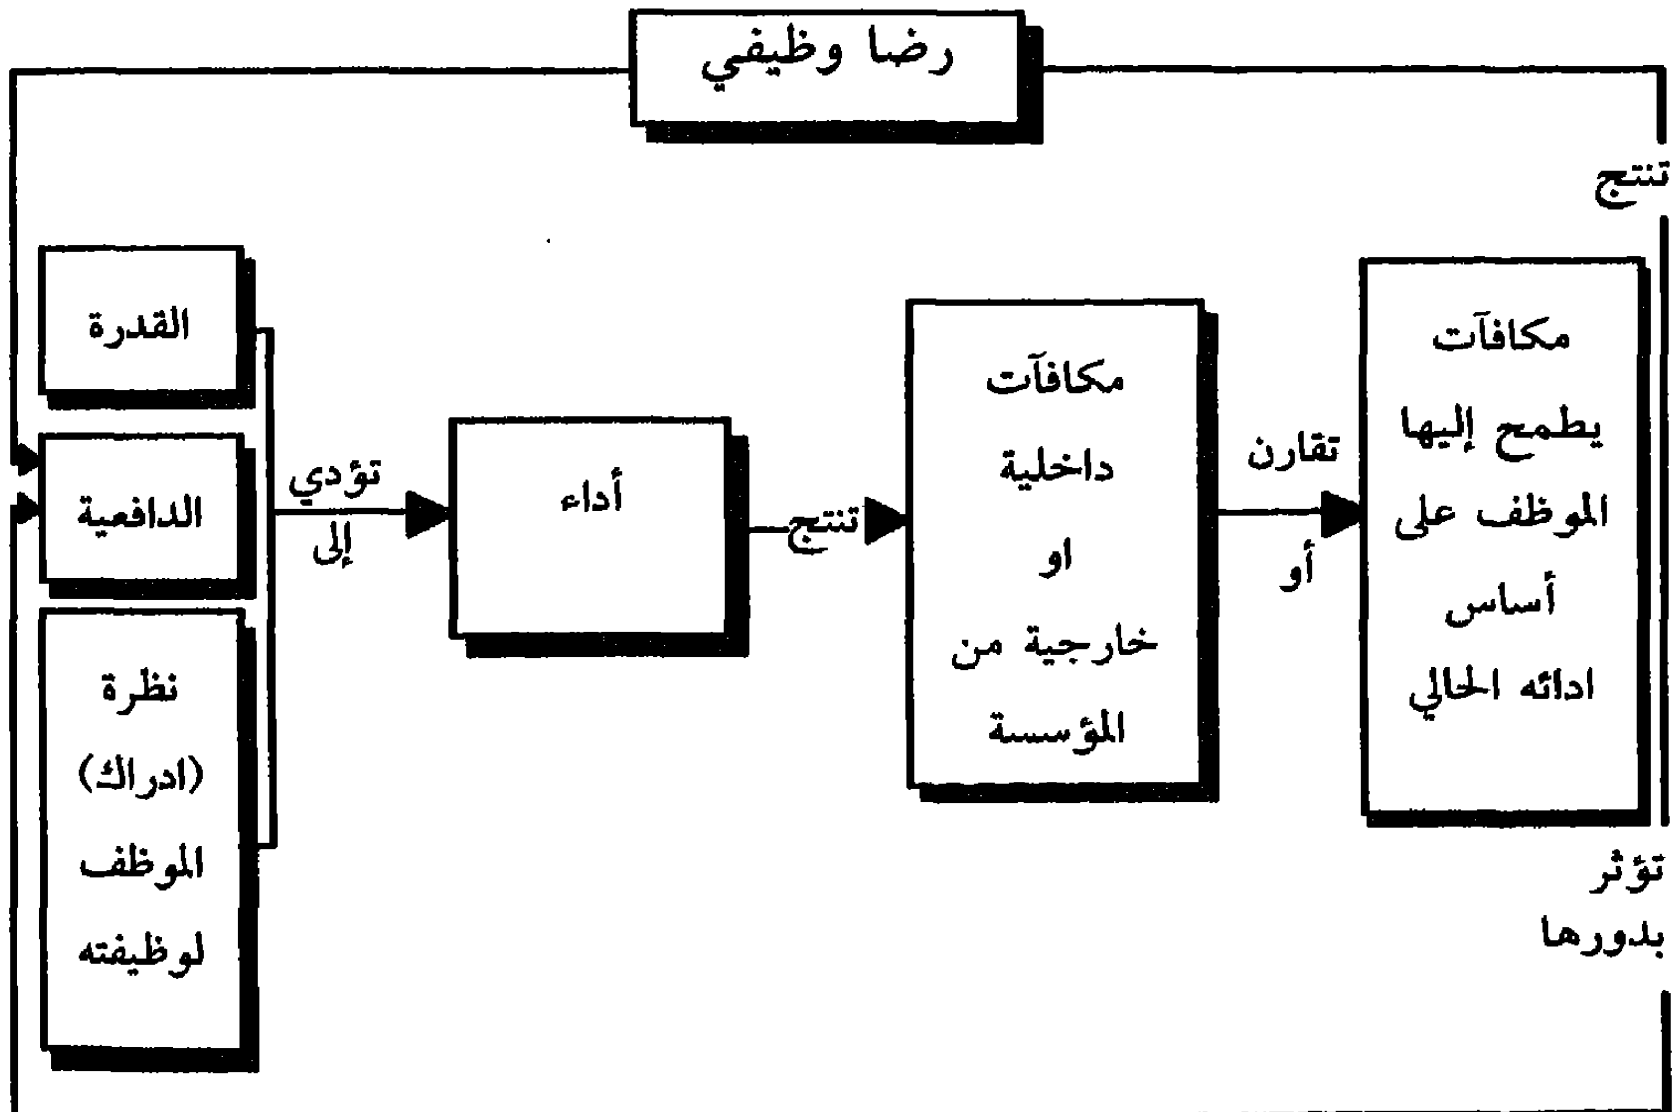 رضا وظيفي
تنتج
القدرة
الدافعية
نظرة
(ادراك)
الموظف
لوظيفته
تؤدي
إلى
أداء
تنتج
مكافآت
داخلية
او
خارجية من
المؤسسة
تقارن
أو
مكافآت
يطمح إليها
الموظف على
أساس
ادائه الحالي
تؤثر
بدورها